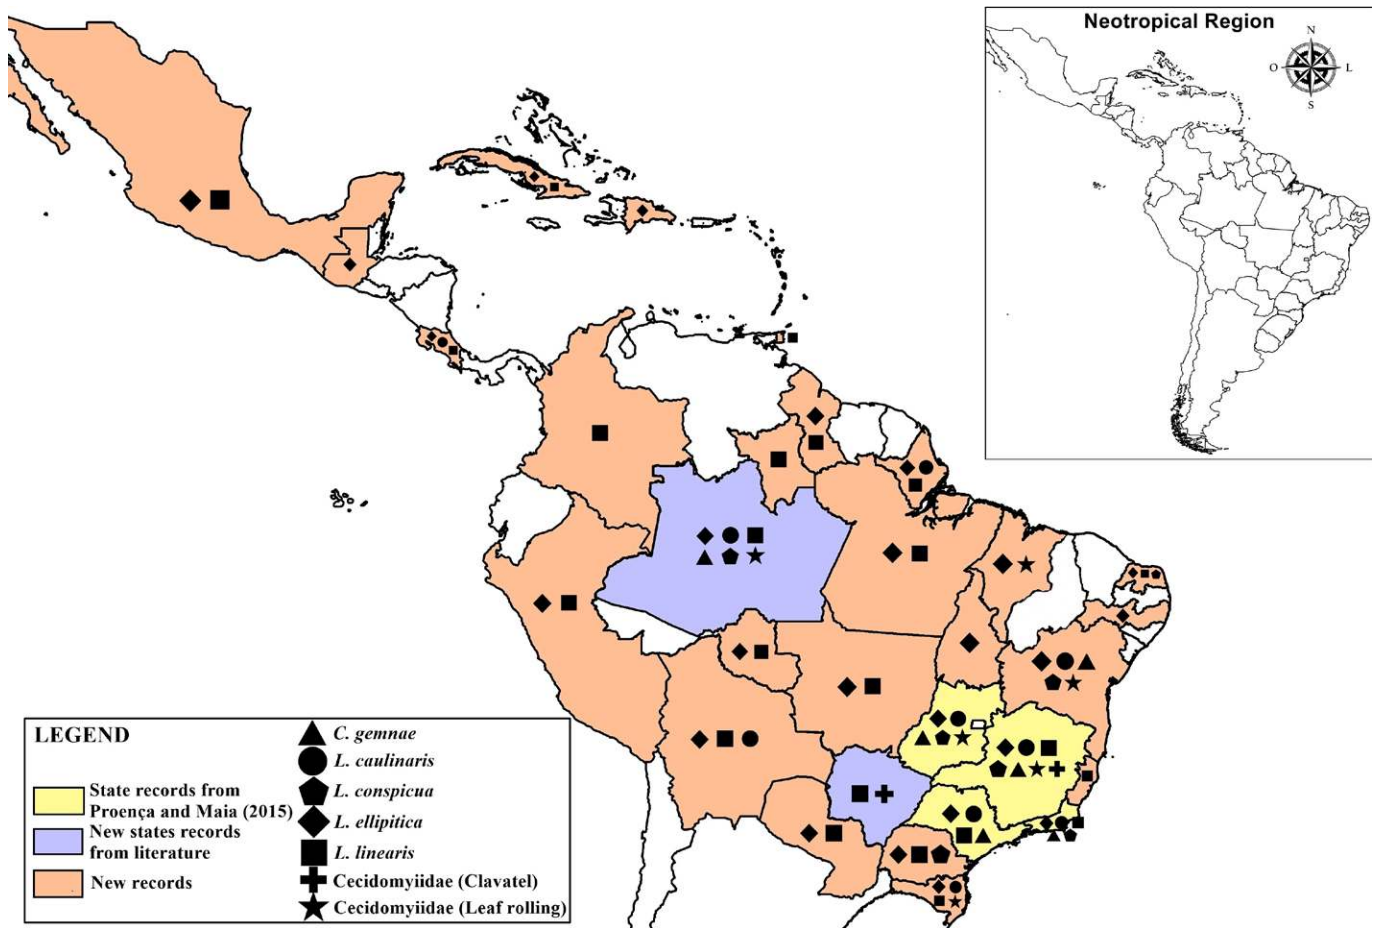 Neotropical Region
N
O
L
S
LEGEND
State records from
Proença and Maia (2015)
New states records
from literature
New records
C. gemnae
L. caulinaris
L. conspicua
L. ellipitica
L. linearis
Cecidomyiidae (Clavatel)
Cecidomyiidae (Leaf rolling)